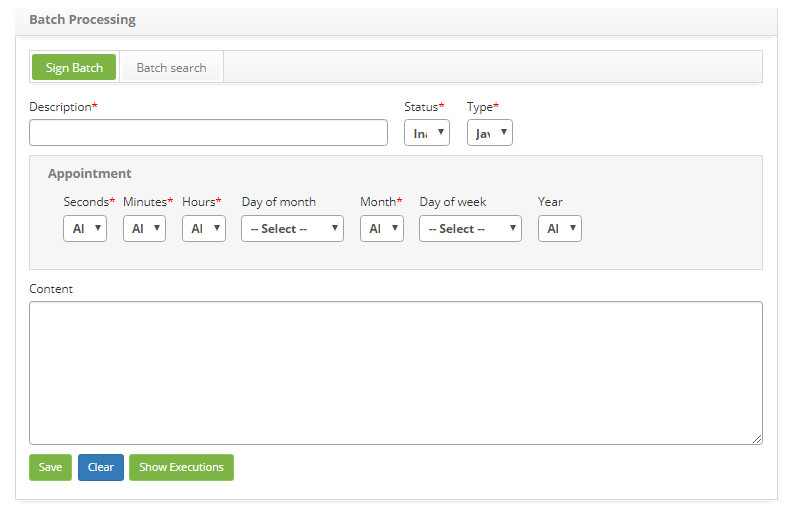 Batch Processing
Sign Batch Batch search
Description* Status* Type*
Ina Jav
Appointment
Seconds* Minutes* Hours* Day of month Month* Day of week Year
Al Al Al -- Select -- Al -- Select -- Al
Content
Save Clear Show Executions